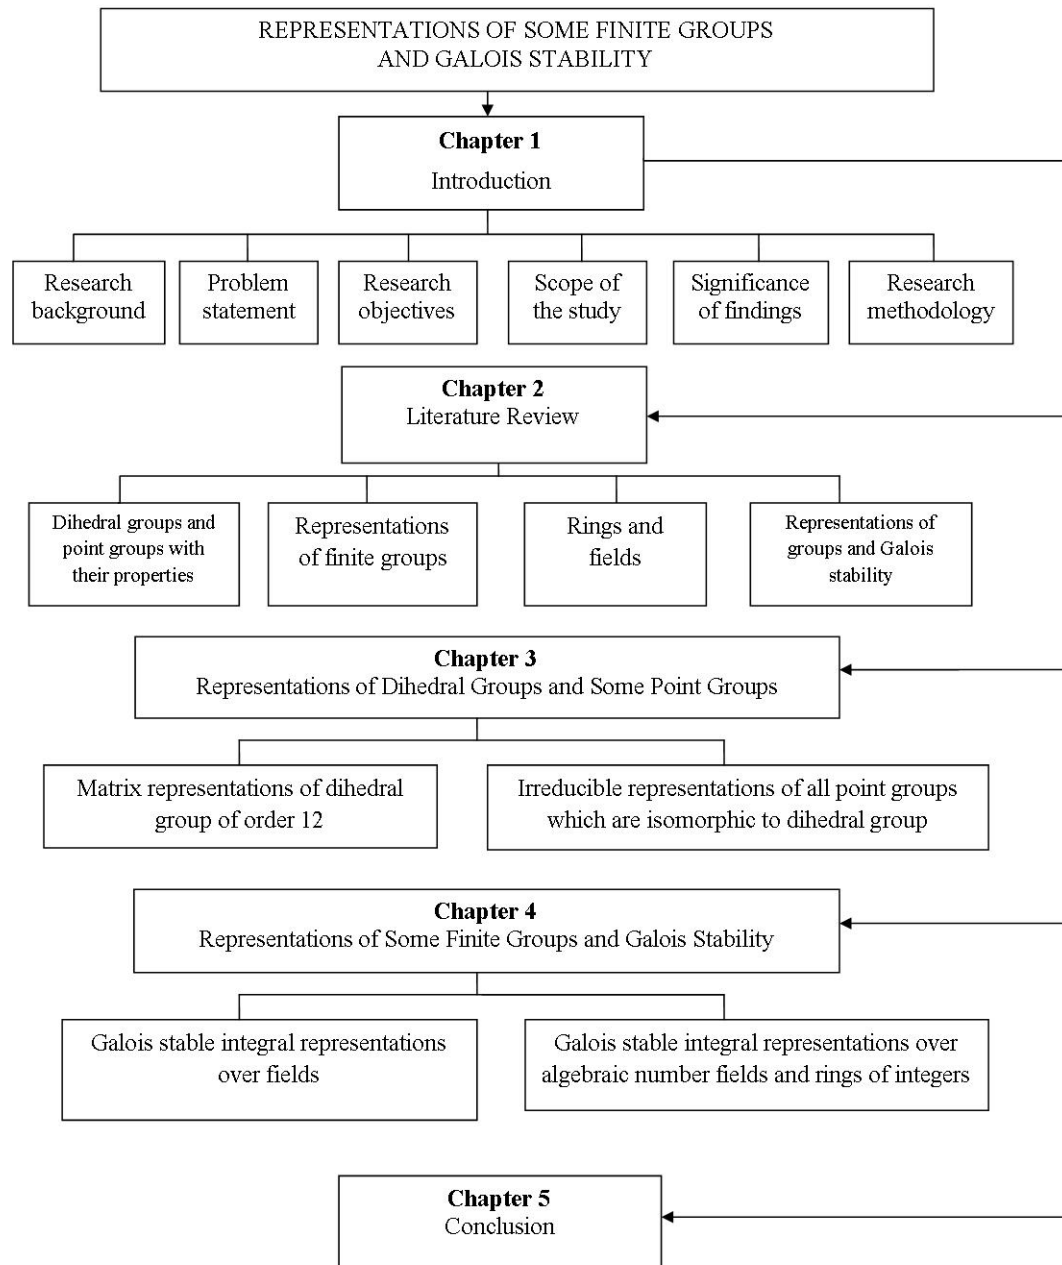 REPRESENTATIONS OF SOME FINITE GROUPS
AND GALOIS STABILITY
Chapter 1
Introduction
Research
background
Problem
statement
Research
objectives
Scope of
the study
Significance
of findings
Research
methodology
Chapter 2
Literature Review
Dihedral groups and
point groups with
their properties
Representations
of finite groups
Rings and
fields
Representations of
groups and Galois
stability
Chapter 3
Representations of Dihedral Groups and Some Point Groups
Matrix representations of dihedral
group of order 12
Irreducible representations of all point groups
which are isomorphic to dihedral group
Chapter 4
Representations of Some Finite Groups and Galois Stability
Galois stable integral representations
over fields
Galois stable integral representations over
algebraic number fields and rings of integers
Chapter 5
Conclusion